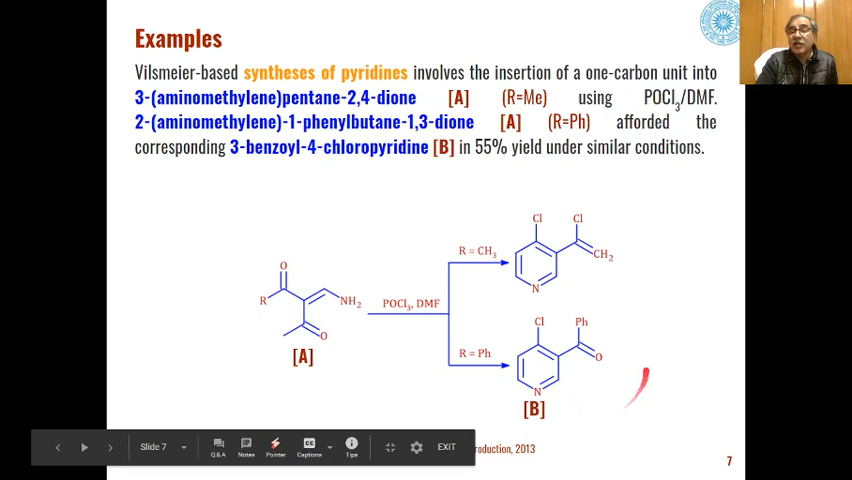 Examples
Vilsmeier-based syntheses of pyridines involves the insertion of a one-carbon unit into
3-(aminomethylene)pentane-2,4-dione [A] (R=Me) using POCl3/DMF.
2-(aminomethylene)-1-phenylbutane-1,3-dione [A] (R=Ph) afforded the
corresponding 3-benzoyl-4-chloropyridine [B] in 55% yield under similar conditions.
O
R
NH2
O
[A]
POCl3, DMF
R = CH3
Cl
Cl
CH2
N
R = Ph
Cl
Ph
O
N
[B]
Slide 7
Q&A
Notes
Pointer
Captions
Tips
EXIT
roduction, 2013
7